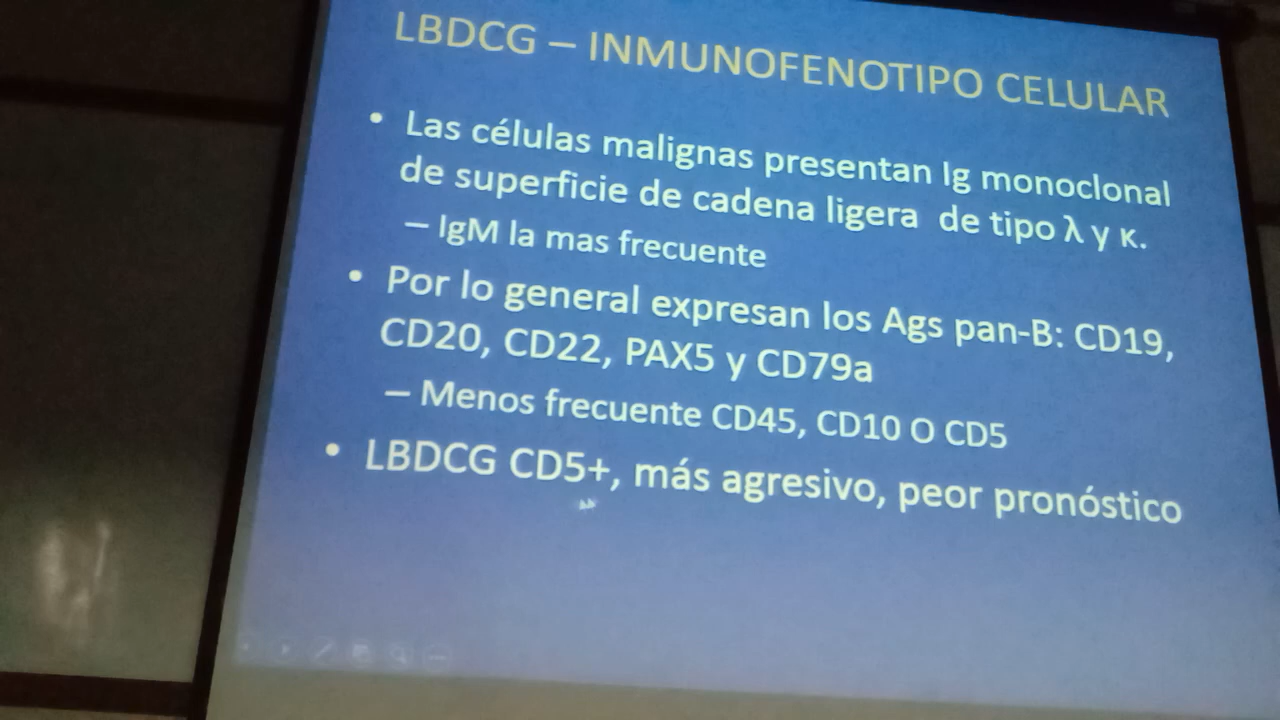 LBDCG – INMUNOFENOTIPO CELULAR
• Las células malignas presentan Ig monoclonal
de superficie de cadena ligera de tipo λ y κ.
– IgM la mas frecuente
• Por lo general expresan los Ags pan-B: CD19,
CD20, CD22, PAX5 y CD79a
– Menos frecuente CD45, CD10 O CD5
• LBDCG CD5+, más agresivo, peor pronóstico